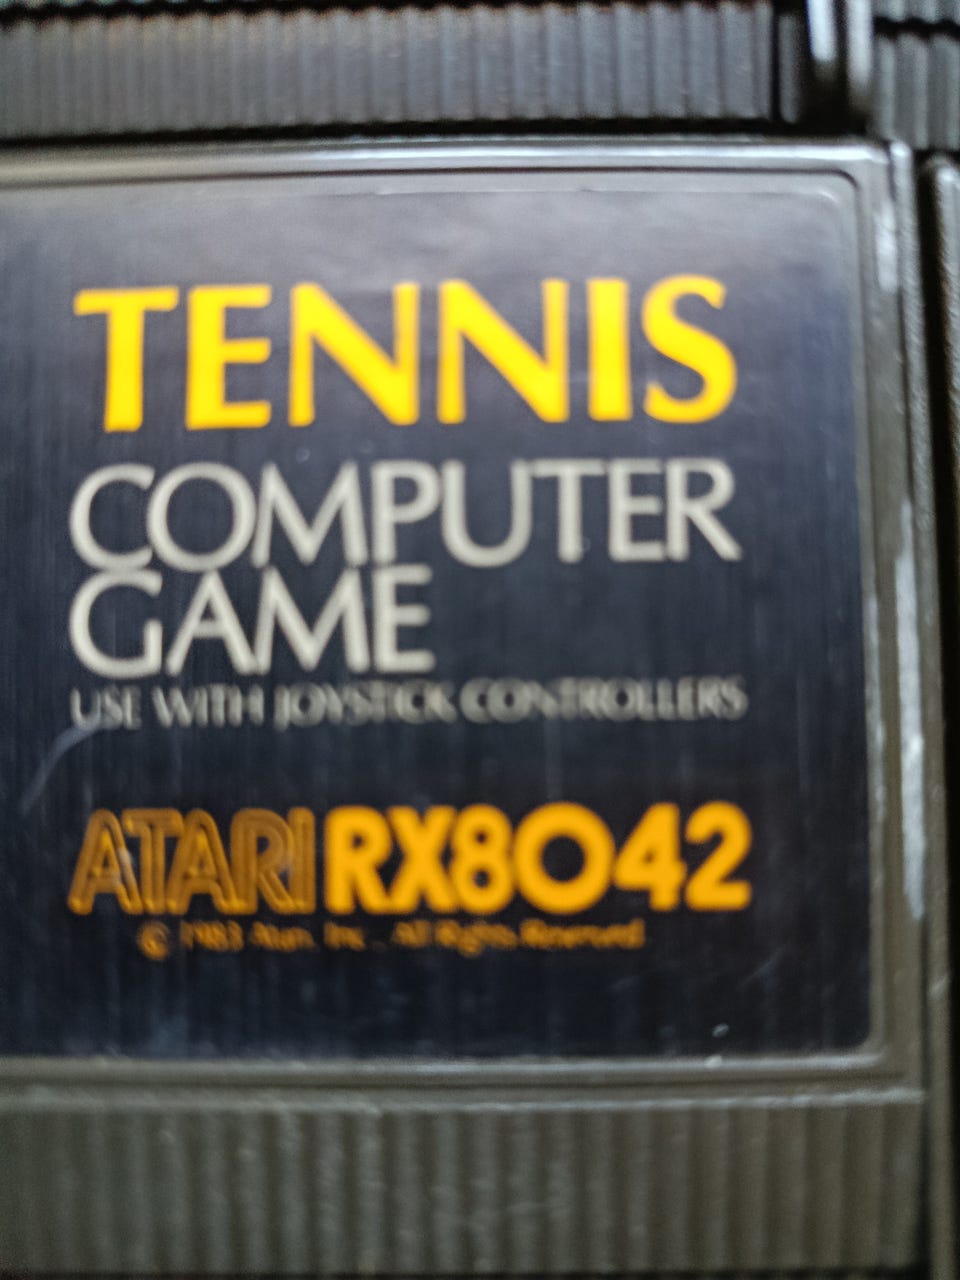 TENNIS
COMPUTER
GAME
USE WITH JOYSTICK CONTROLLERS
ATARI RX8042
© 1983 Atari, Inc. All Rights Reserved.